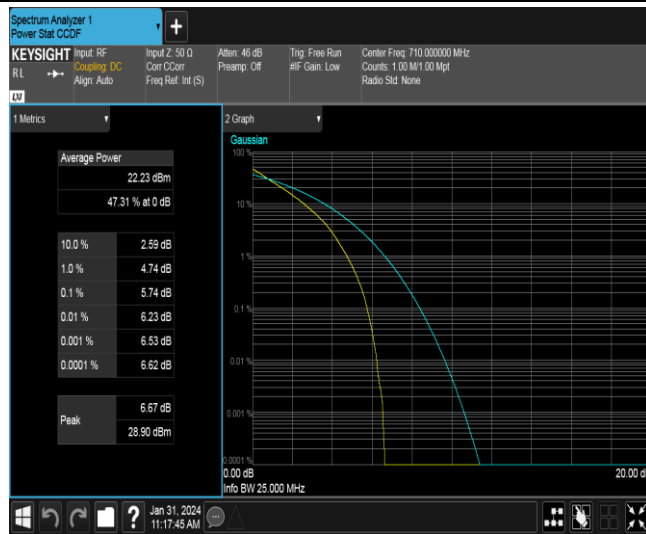 Spectrum Analyzer 1
Power Stat CCDF
+
KEYSIGHT
RL
LXI
Input: RF
Coupling: DC
Align: Auto
Input Z: 50 Ω
Corr CCorr
Freq Ref: Int (S)
Atten: 46 dB
Preamp: Off
Trig: Free Run
#IF Gain: Low
Center Freq: 710.000000 MHz
Counts: 1.00 M/1.00 Mpt
Radio Std: None
1 Metrics
Average Power
22.23 dBm
47.31 % at 0 dB
10.0 % 2.59 dB
1.0 % 4.74 dB
0.1 % 5.74 dB
0.01 % 6.23 dB
0.001 % 6.53 dB
0.0001 % 6.62 dB
Peak
6.67 dB
28.90 dBm
2 Graph
Gaussian
100 %
10 %
1 %
0.1 %
0.01 %
0.001 %
0.0001 %
0.00 dB
20.00 d
Info BW 25.000 MHz
?
Jan 31, 2024
11:17:45 AM